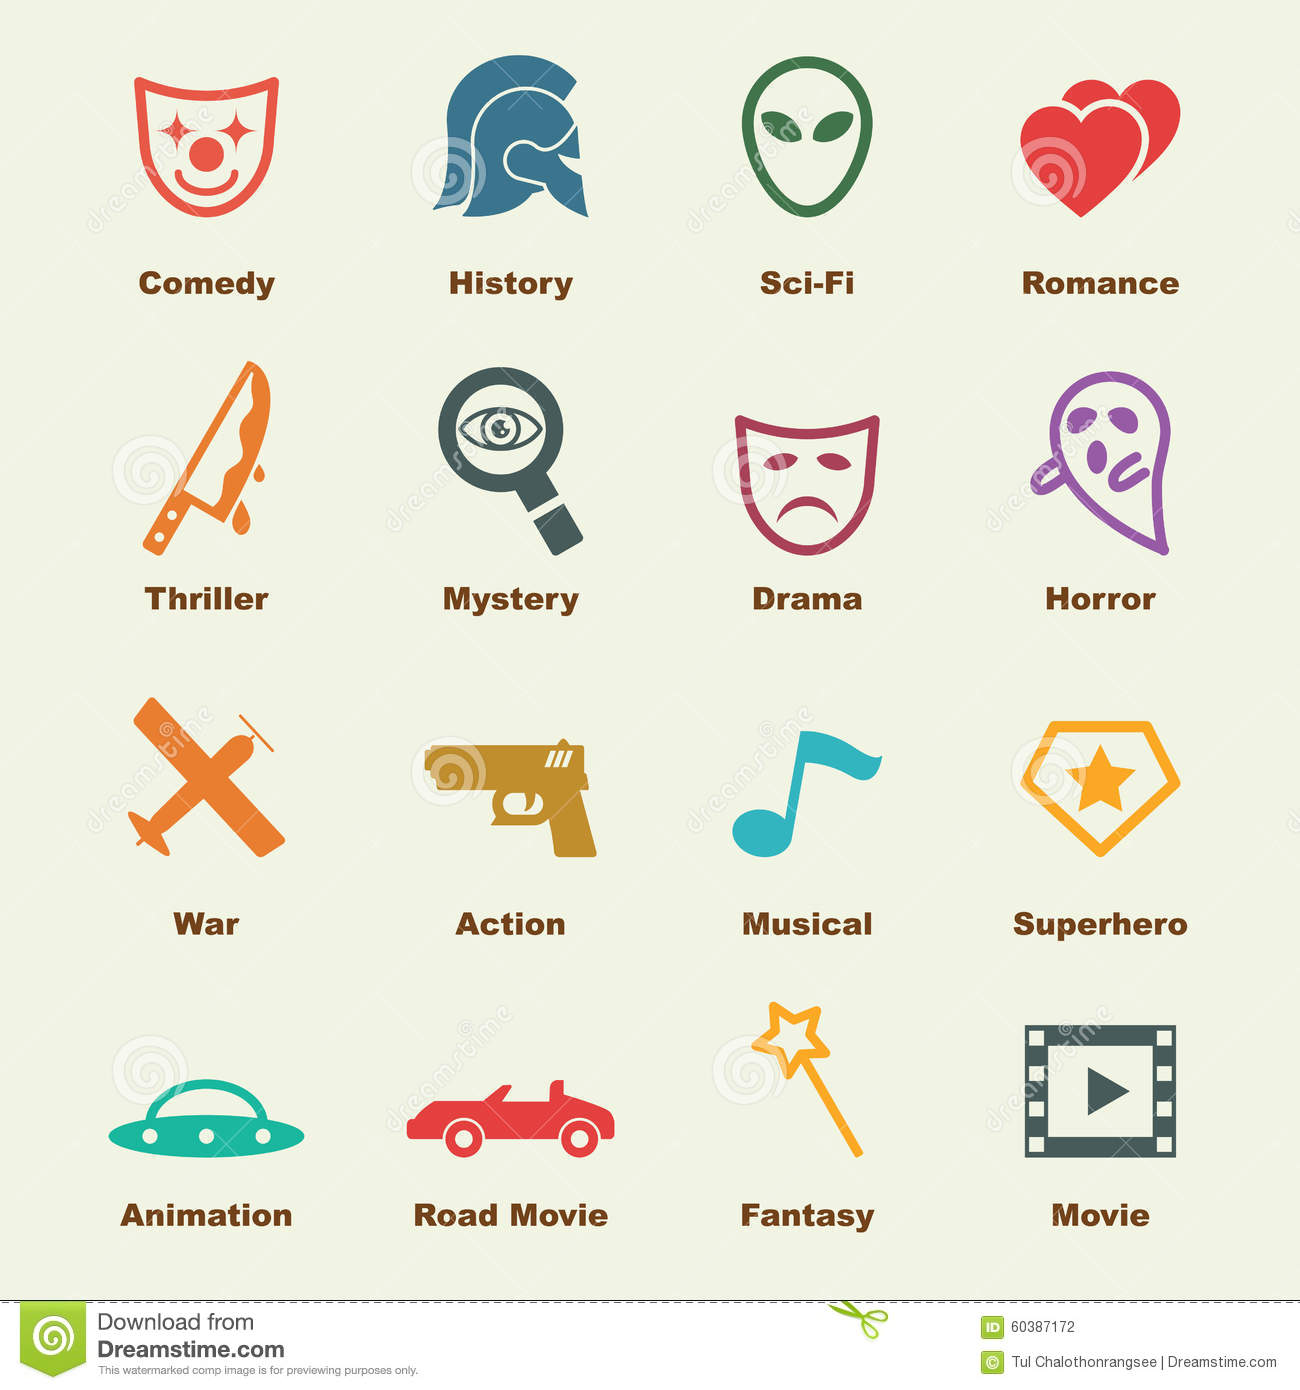 Comedy History Sci-Fi Romance
Thriller Mystery Drama Horror
War Action Musical Superhero
Animation Road Movie Fantasy Movie
Download from
Dreamstime.com
This watermarked comp image is for previewing purposes only.
ID 60387172
© Tul Chalothonrangsee | Dreamstime.com